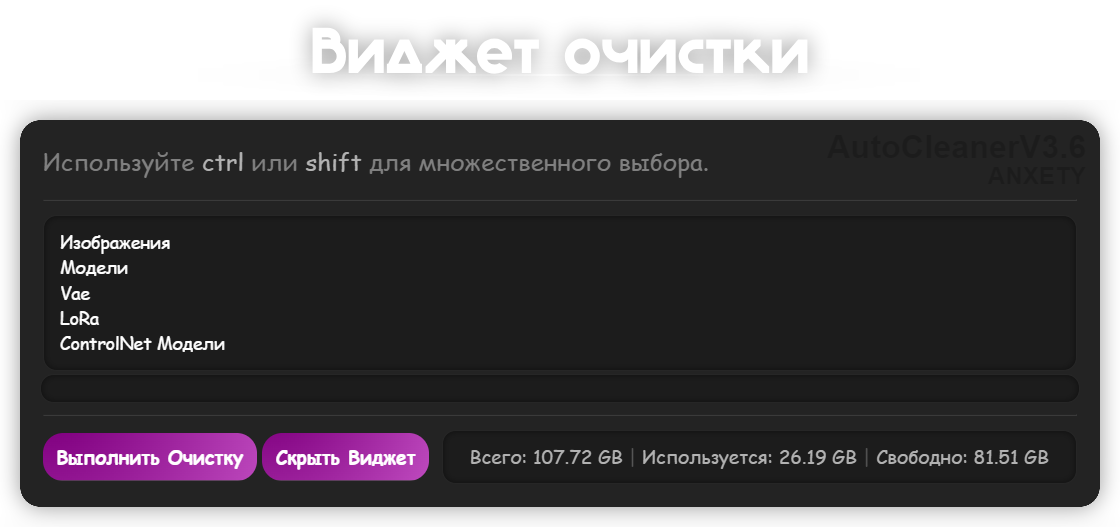 Виджет очистки
AutoCleanerV3.6
ANXETY
Используйте ctrl или shift для множественного выбора.
Изображения
Модели
Vae
LoRa
ControlNet Модели
Выполнить Очистку
Скрыть Виджет
Всего: 107.72 GB | Используется: 26.19 GB | Свободно: 81.51 GB